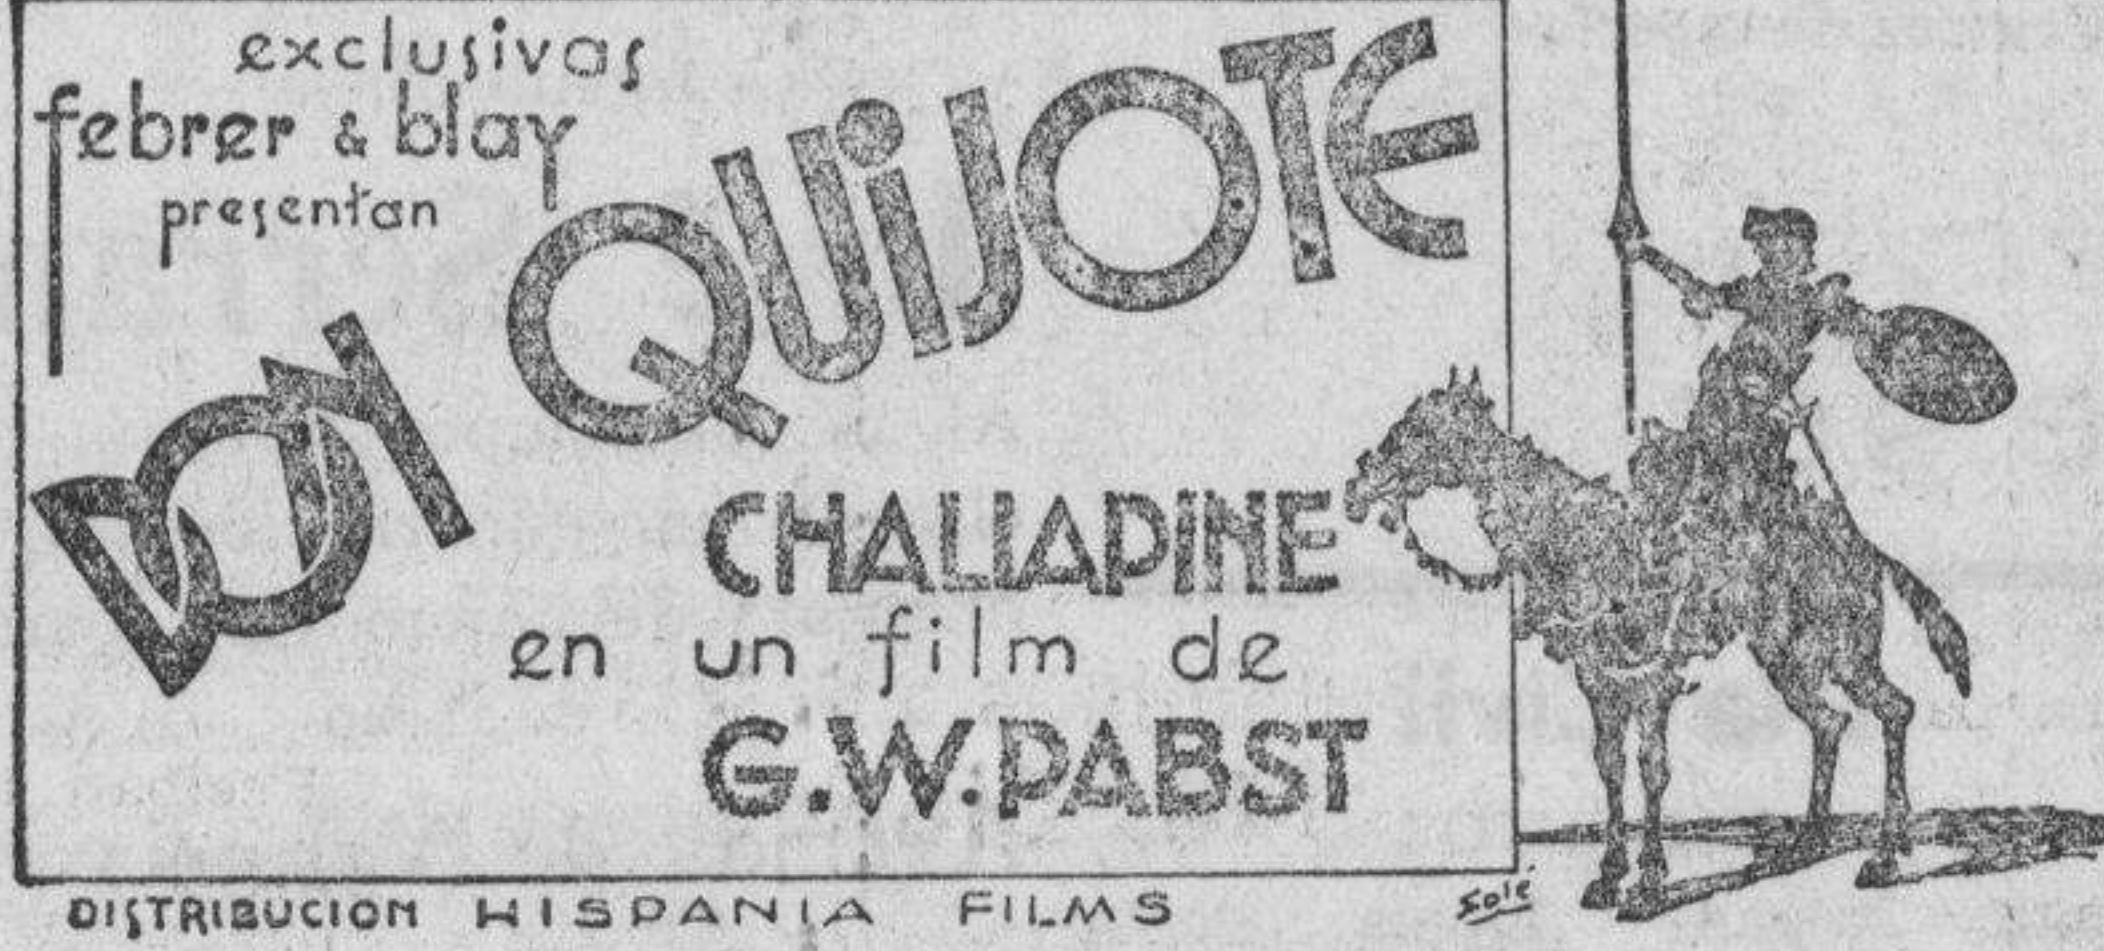 exclusivas
febrer & blay
presentan
DON QUIJOTE
CHALIAPINE
en un film de
G.W.PABST
DISTRIBUCION HISPANIA FILMS
Solé